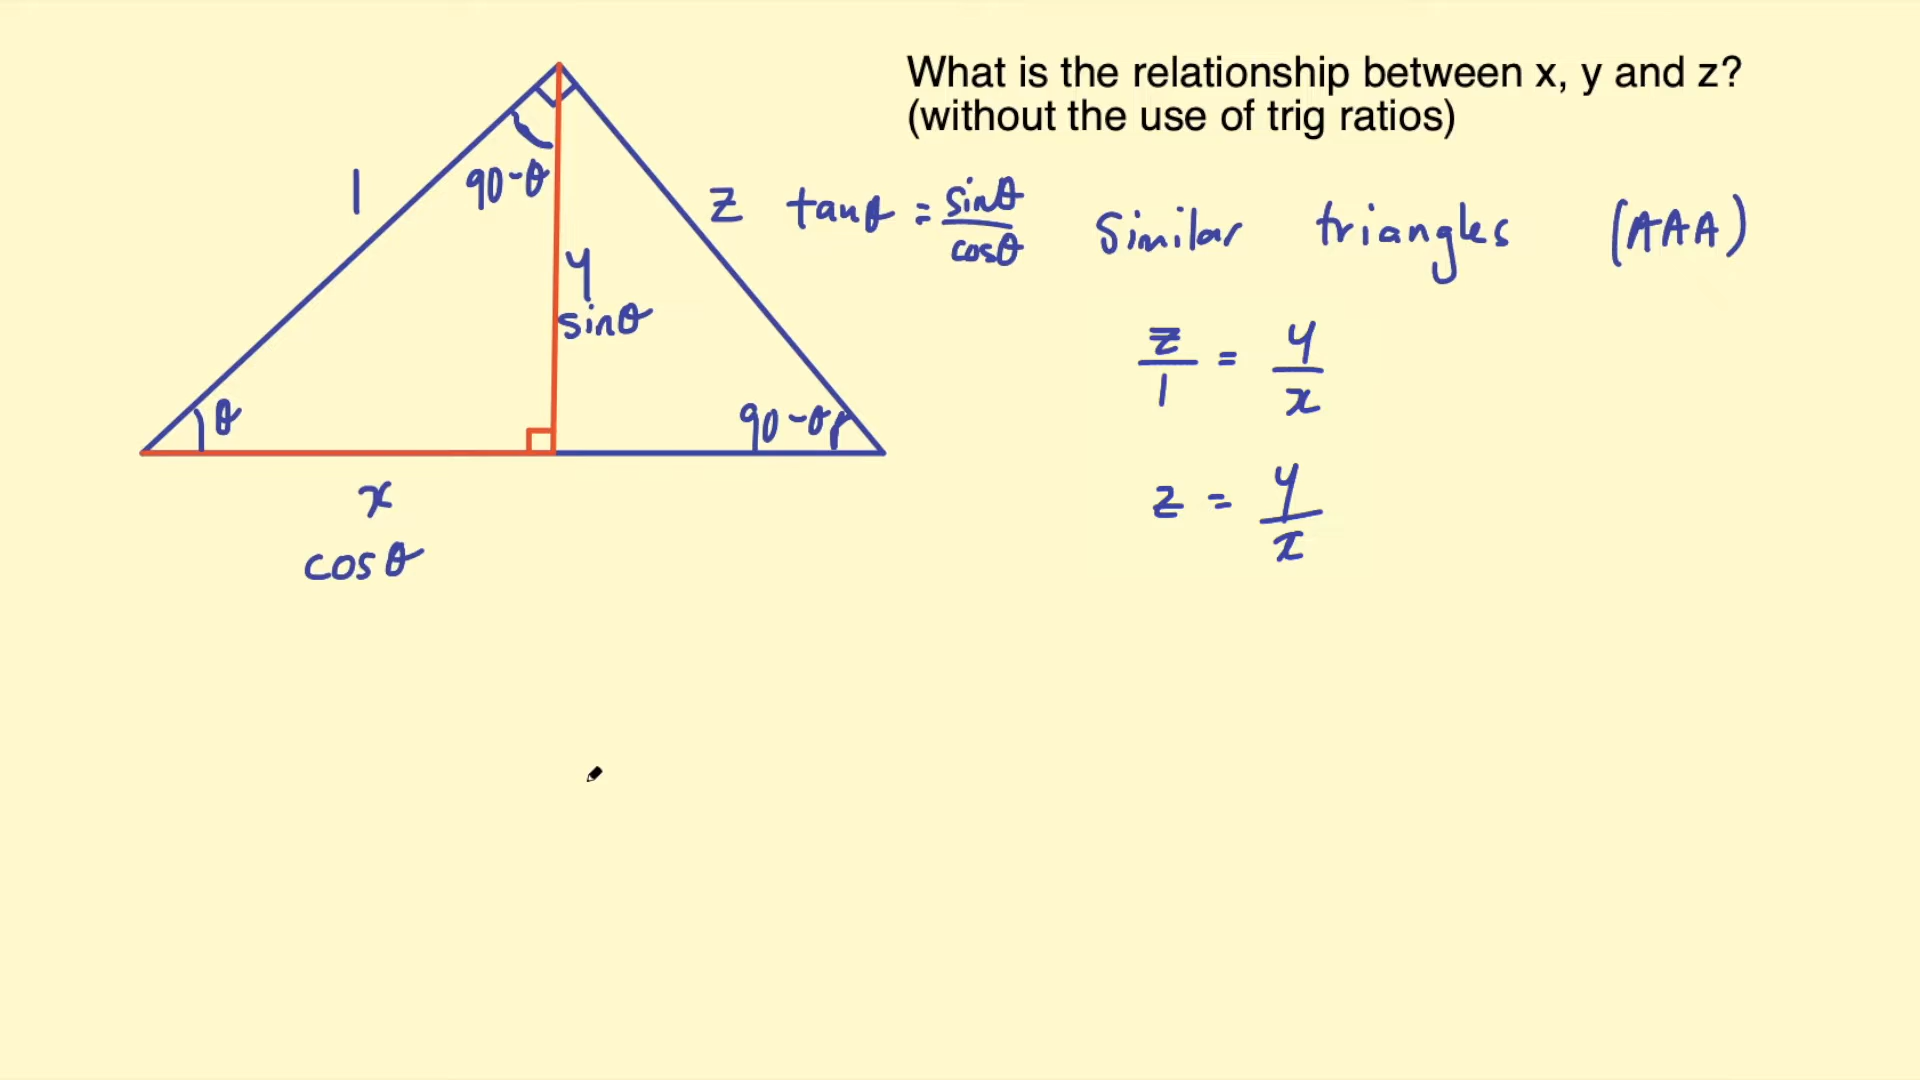 What is the relationship between x, y and z?
(without the use of trig ratios)
1
90-θ
z
tanθ = sinθ/cosθ
Similar triangles (AAA)
y
sinθ
z/1 = y/x
θ
90-θ
x
cosθ
z = y/x